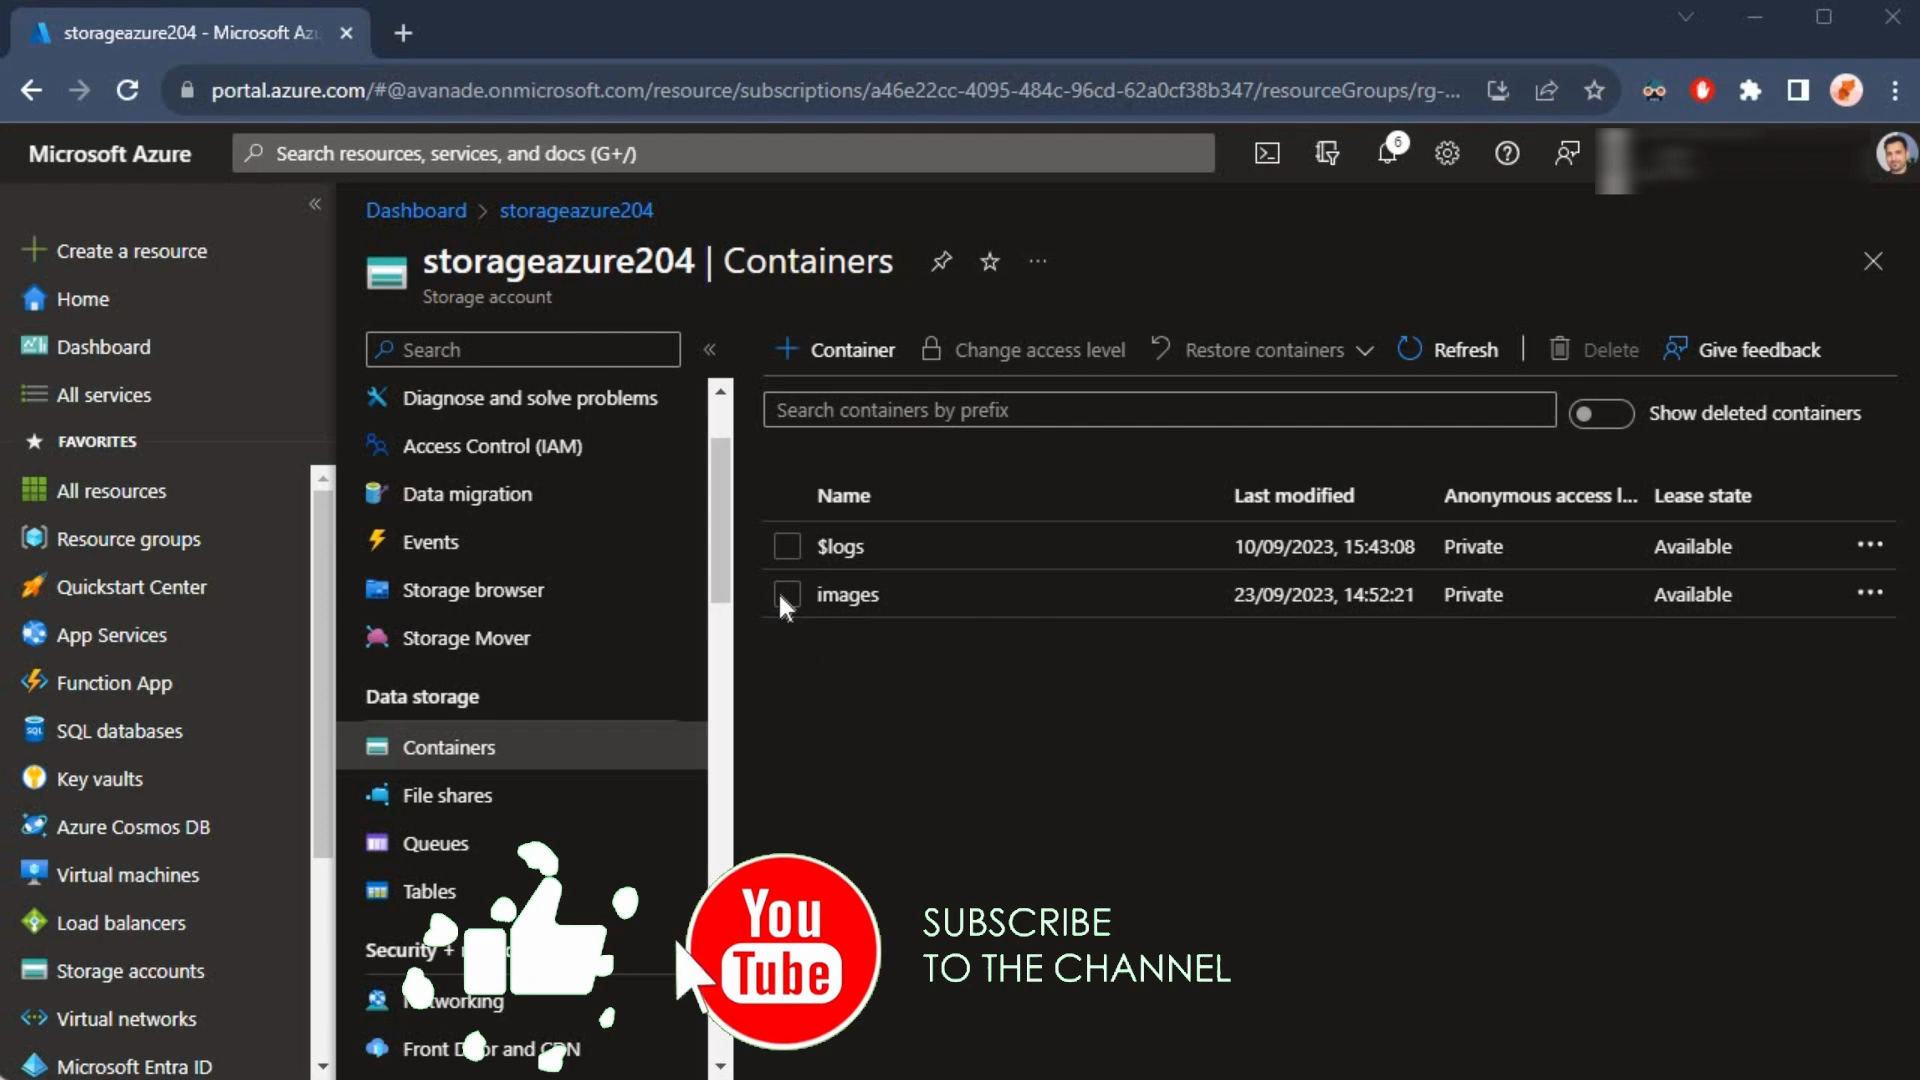 storageazure204 - Microsoft Az
portal.azure.com/#@avanade.onmicrosoft.com/resource/subscriptions/a46e22cc-4095-484c-96cd-62a0cf38b347/resourceGroups/rg-...
Microsoft Azure
Search resources, services, and docs (G+/)
6
Dashboard > storageazure204
storageazure204 | Containers
Storage account
Create a resource
Home
Dashboard
All services
FAVORITES
All resources
Resource groups
Quickstart Center
App Services
Function App
SQL databases
Key vaults
Azure Cosmos DB
Virtual machines
Load balancers
Storage accounts
Virtual networks
Microsoft Entra ID
Search
Diagnose and solve problems
Access Control (IAM)
Data migration
Events
Storage browser
Storage Mover
Data storage
Containers
File shares
Queues
Tables
Security +
Networking
Front Door and CDN
Container Change access level Restore containers Refresh Delete Give feedback
Search containers by prefix
Show deleted containers
Name Last modified Anonymous access l... Lease state
$logs 10/09/2023, 15:43:08 Private Available
images 23/09/2023, 14:52:21 Private Available
You
Tube
SUBSCRIBE
TO THE CHANNEL